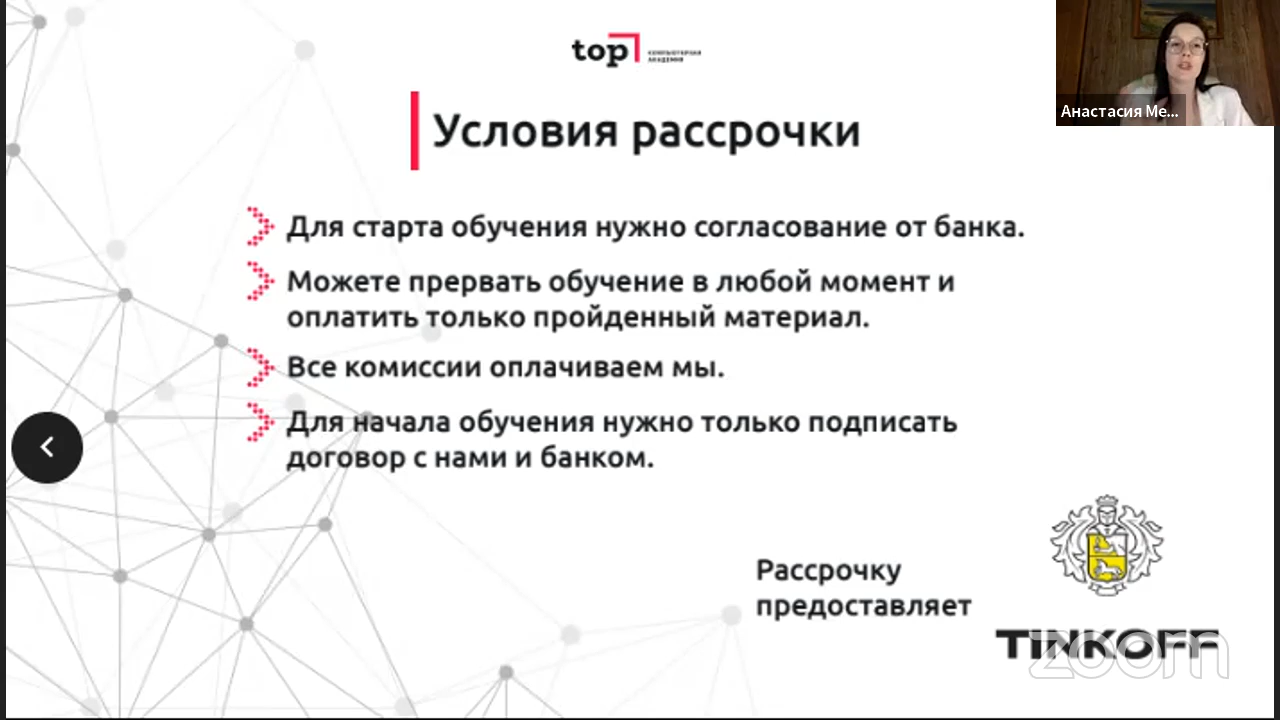 top КОМПЬЮТЕРНАЯ
АКАДЕМИЯ
Анастасия Ме...
Условия рассрочки
Для старта обучения нужно согласование от банка.
Можете прервать обучение в любой момент и
оплатить только пройденный материал.
Все комиссии оплачиваем мы.
Для начала обучения нужно только подписать
договор с нами и банком.
Рассрочку
предоставляет
TINKOFF
zoom